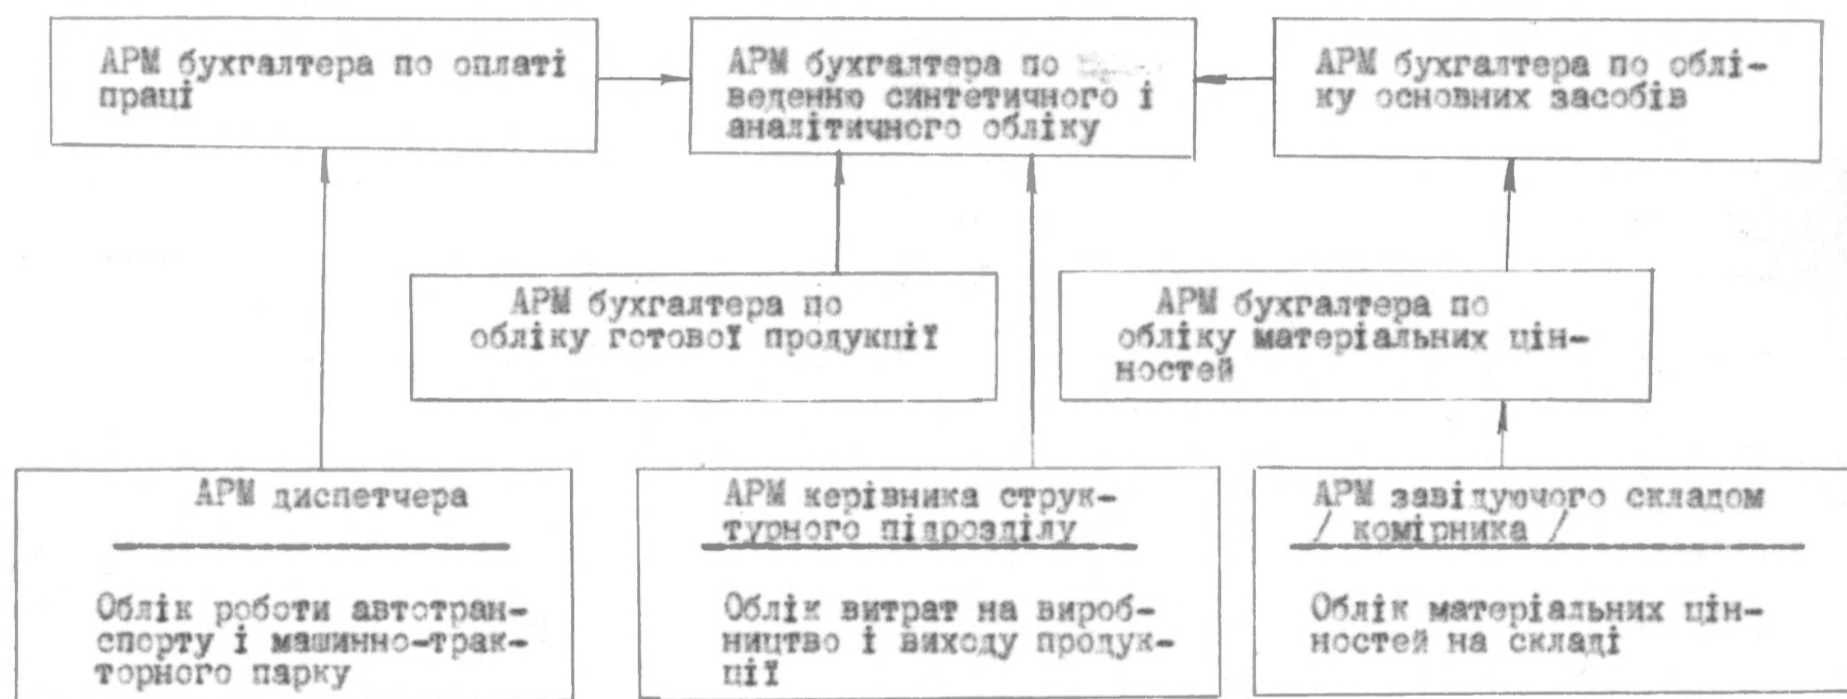 АРМ бухгалтера по оплаті
праці
АРМ бухгалтера по
веденню синтетичного і
аналітичного обліку
АРМ бухгалтера по облі-
ку основних засобів
АРМ бухгалтера по
обліку готової продукції
АРМ бухгалтера по
обліку матеріальних цін-
ностей
АРМ диспетчера
Облік роботи автотран-
спорту і машинно-трак-
торного парку
АРМ керівника струк-
турного підрозділу
Облік витрат на вироб-
ництво і виходу продук-
ції
АРМ завідуючого складом
/ комірника /
Облік матеріальних цін-
ностей на складі